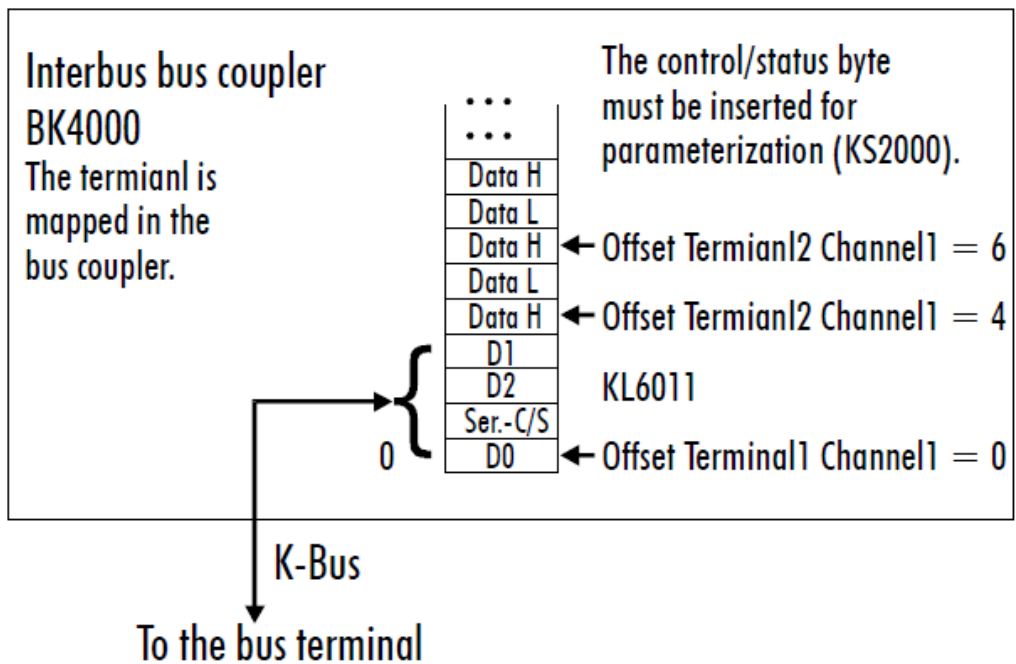 Interbus bus coupler
BK4000
The termianl is
mapped in the
bus coupler.
The control/status byte
must be inserted for
parameterization (KS2000).
...
...
Data H
Data L
Data H
Offset Termianl2 Channel1 = 6
Data L
Data H
Offset Termianl2 Channel1 = 4
D1
D2
KL6011
Ser.-C/S
0
D0
Offset Terminal1 Channel1 = 0
K-Bus
To the bus terminal